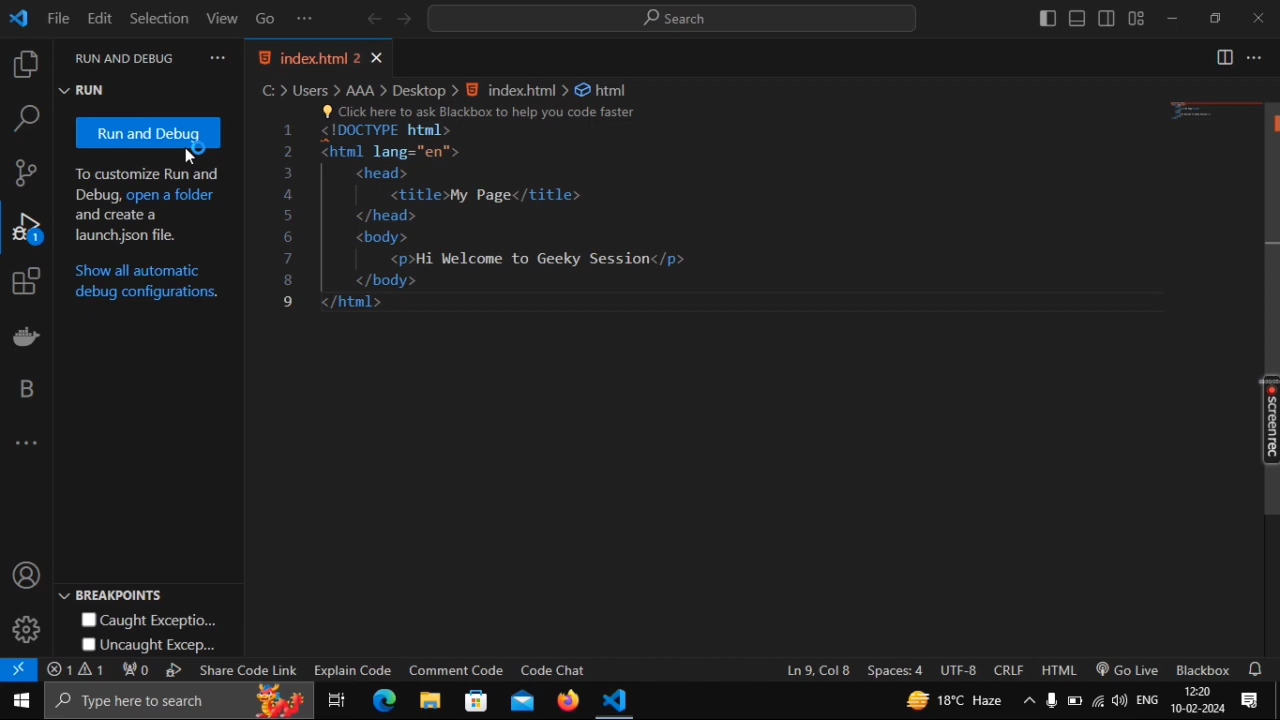 File Edit Selection View Go ...
Search
RUN AND DEBUG ...
index.html 2
RUN
C: > Users > AAA > Desktop > index.html > html
Run and Debug
To customize Run and
Debug, open a folder
and create a
launch.json file.
Show all automatic
debug configurations.
Click here to ask Blackbox to help you code faster
1 <!DOCTYPE html>
2 <html lang="en">
3 <head>
4 <title>My Page</title>
5 </head>
6 <body>
7 <p>Hi Welcome to Geeky Session</p>
8 </body>
9 </html>
1
B
screenrec
BREAKPOINTS
Caught Exceptio...
Uncaught Excep...
1 1 0 Share Code Link Explain Code Comment Code Code Chat Ln 9, Col 8 Spaces: 4 UTF-8 CRLF HTML Go Live Blackbox
Type here to search 18°C Haze ENG 12:20
10-02-2024